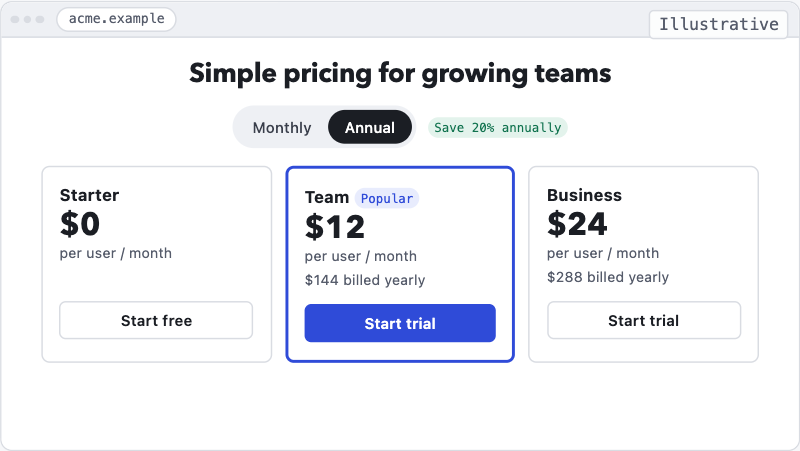 acme.example
Illustrative
Simple pricing for growing teams
Monthly
Annual
Save 20% annually
Starter
$0
per user / month
Start free
Team
Popular
$12
per user / month
$144 billed yearly
Start trial
Business
$24
per user / month
$288 billed yearly
Start trial